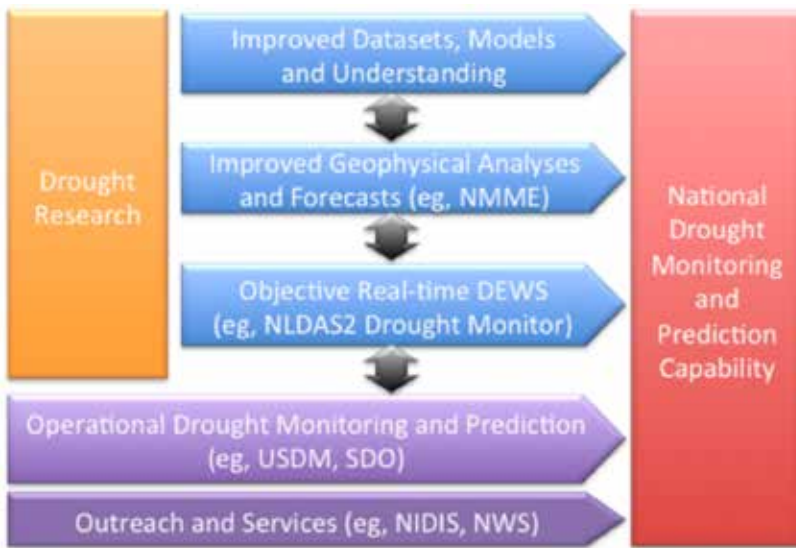 Drought
Research
Improved Datasets, Models
and Understanding
Improved Geophysical Analyses
and Forecasts (eg, NMME)
Objective Real-time DEWS
(eg, NLDAS2 Drought Monitor)
Operational Drought Monitoring and Prediction
(eg, USDM, SDO)
Outreach and Services (eg, NIDIS, NWS)
National
Drought
Monitoring
and
Prediction
Capability